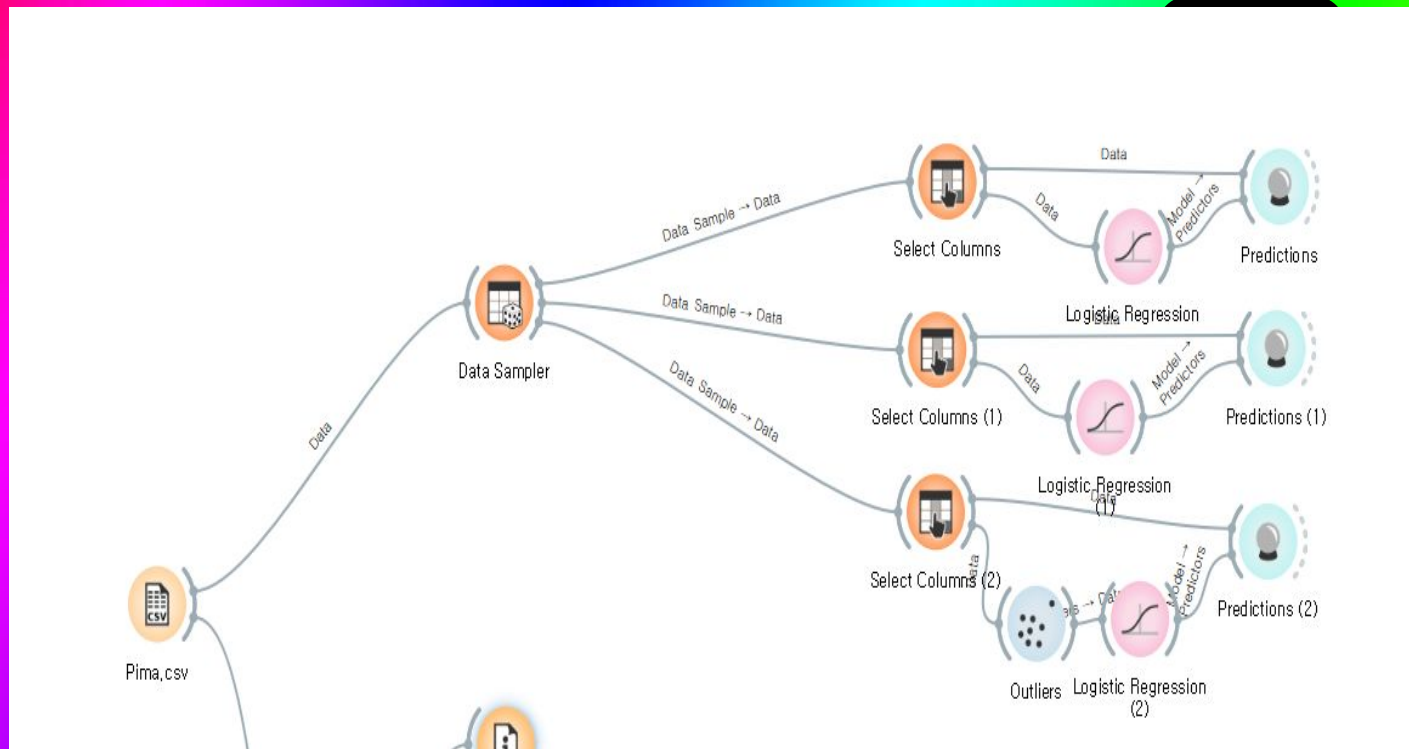 Data
Data Sample → Data
Data
Model →
Predictors
Select Columns
Predictions
Logistic Regression
Data
Data Sample → Data
Data
Model →
Predictors
Data Sampler
Select Columns (1)
Predictions (1)
Data Sample → Data
Data
Logistic Regression
(1)
Data
Select Columns (2)
Data
Model →
Predictors
Predictions (2)
CSV
Pima.csv
Outliers
Logistic Regression
(2)